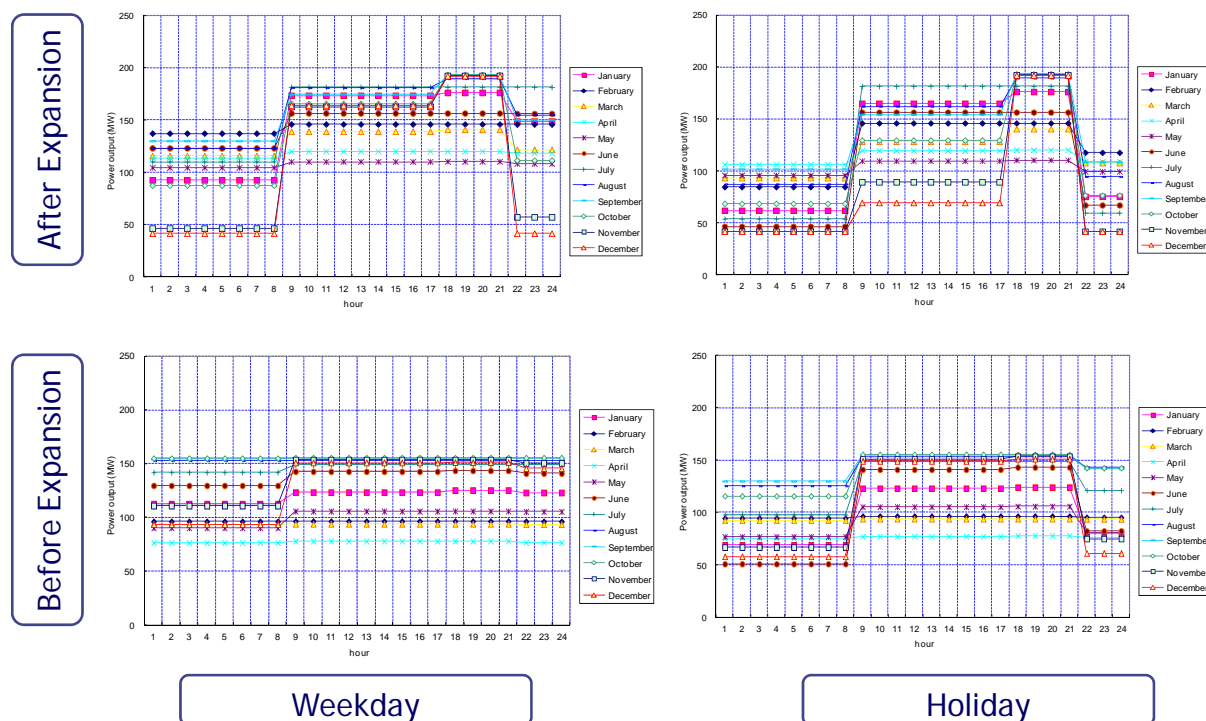 After Expansion
Power output (MW)
250
200
150
100
50
0
1 2 3 4 5 6 7 8 9 10 11 12 13 14 15 16 17 18 19 20 21 22 23 24
hour
January
February
March
April
May
June
July
August
September
October
November
December
Power output (MW)
250
200
150
100
50
0
1 2 3 4 5 6 7 8 9 10 11 12 13 14 15 16 17 18 19 20 21 22 23 24
hour
January
February
March
April
May
June
July
August
September
October
November
December
Before Expansion
Power output (MW)
250
200
150
100
50
0
1 2 3 4 5 6 7 8 9 10 11 12 13 14 15 16 17 18 19 20 21 22 23 24
hour
January
February
March
April
May
June
July
August
September
October
November
December
Power output (MW)
250
200
150
100
50
0
1 2 3 4 5 6 7 8 9 10 11 12 13 14 15 16 17 18 19 20 21 22 23 24
hour
January
February
March
April
May
June
July
August
September
October
November
December
Weekday
Holiday